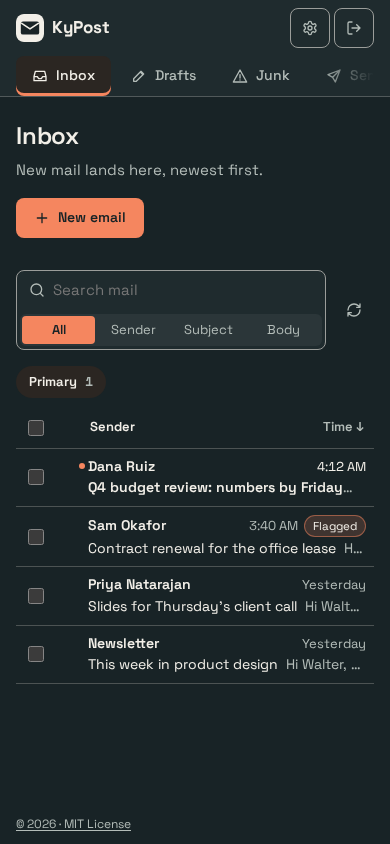 KyPost
Inbox Drafts Junk
Inbox
New mail lands here, newest first.
New email
Search mail
All Sender Subject Body
Primary 1
Sender Time ↓
Dana Ruiz 4:12 AM
Q4 budget review: numbers by Friday...
Sam Okafor 3:40 AM Flagged
Contract renewal for the office lease H...
Priya Natarajan Yesterday
Slides for Thursday's client call Hi Walt...
Newsletter Yesterday
This week in product design Hi Walter, ...
© 2026 · MIT License